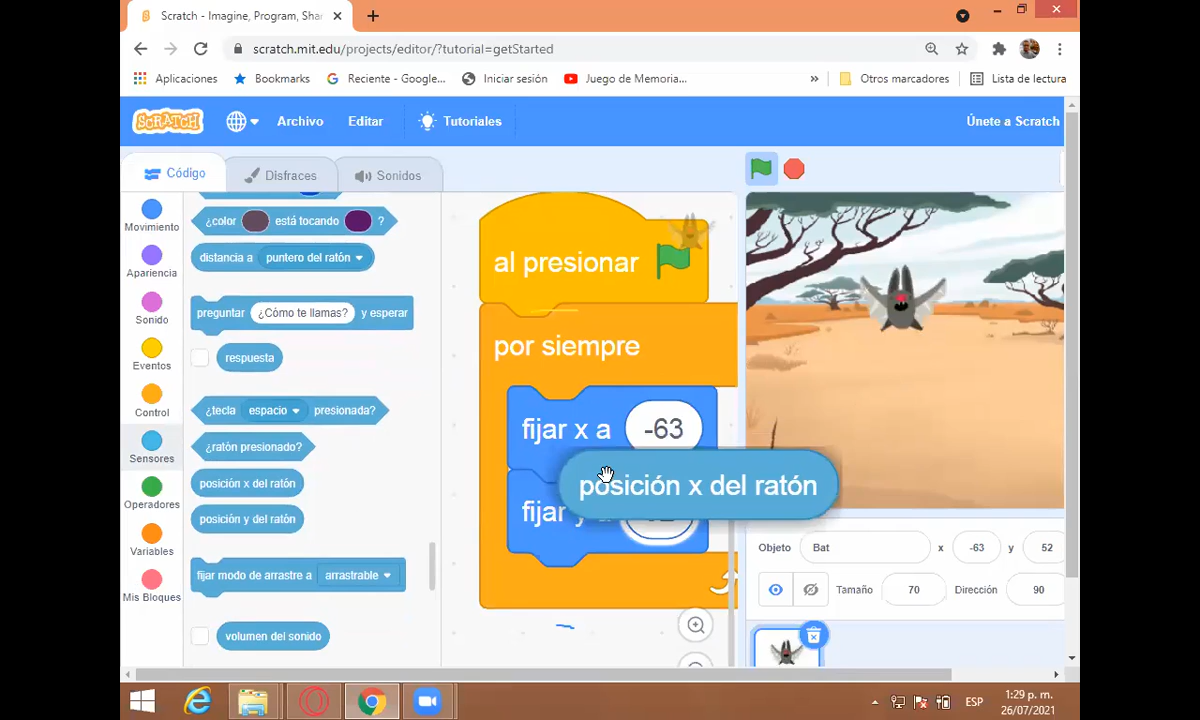 Scratch - Imagine, Program, Shar
scratch.mit.edu/projects/editor/?tutorial=getStarted
Aplicaciones
Bookmarks
Reciente - Google...
Iniciar sesión
Juego de Memoria...
»
Otros marcadores
Lista de lectura
SCRATCH
Archivo
Editar
Tutoriales
Únete a Scratch
Código
Disfraces
Sonidos
Movimiento
Apariencia
Sonido
Eventos
Control
Sensores
Operadores
Variables
Mis Bloques
¿color está tocando ?
distancia a puntero del ratón
preguntar ¿Cómo te llamas? y esperar
respuesta
¿tecla espacio presionada?
¿ratón presionado?
posición x del ratón
posición y del ratón
fijar modo de arrastre a arrastrable
volumen del sonido
al presionar
por siempre
fijar x a -63
posición x del ratón
fijar
Objeto Bat x -63 y 52
Tamaño 70 Dirección 90
ESP
1:29 p. m.
26/07/2021